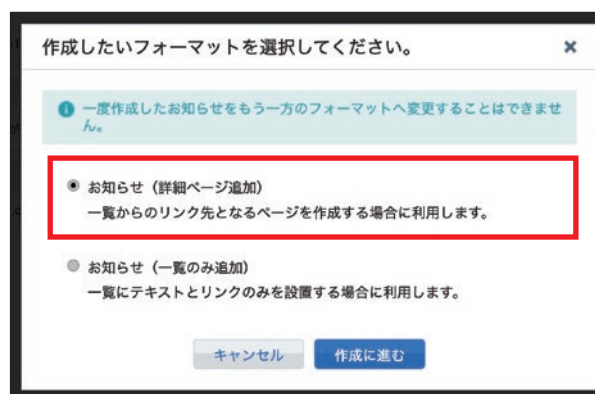 作成したいフォーマットを選択してください。
一度作成したお知らせをもう一方のフォーマットへ変更することはできませ
ん。
お知らせ（詳細ページ追加）
一覧からのリンク先となるページを作成する場合に利用します。
お知らせ（一覧のみ追加）
一覧にテキストとリンクのみを設置する場合に利用します。
キャンセル
作成に進む